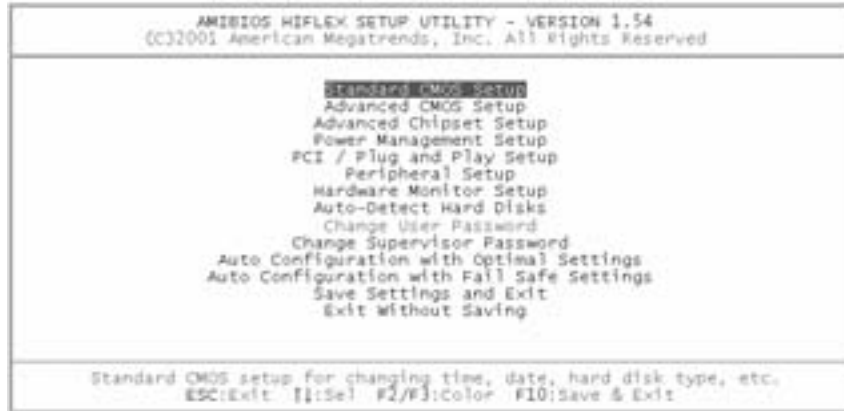 AMIBIOS HIFLEX SETUP UTILITY - VERSION 1.54
(C)2001 American Megatrends, Inc. All Rights Reserved
Standard CMOS Setup
Advanced CMOS Setup
Advanced Chipset Setup
Power Management Setup
PCI / Plug and Play Setup
Peripheral Setup
Hardware Monitor Setup
Auto-Detect Hard Disks
Change User Password
Change Supervisor Password
Auto Configuration with Optimal Settings
Auto Configuration with Fail Safe Settings
Save Settings and Exit
Exit Without Saving
Standard CMOS setup for changing time, date, hard disk type, etc.
ESC:Exit ↑↓:Sel F2/F3:Color F10:Save & Exit